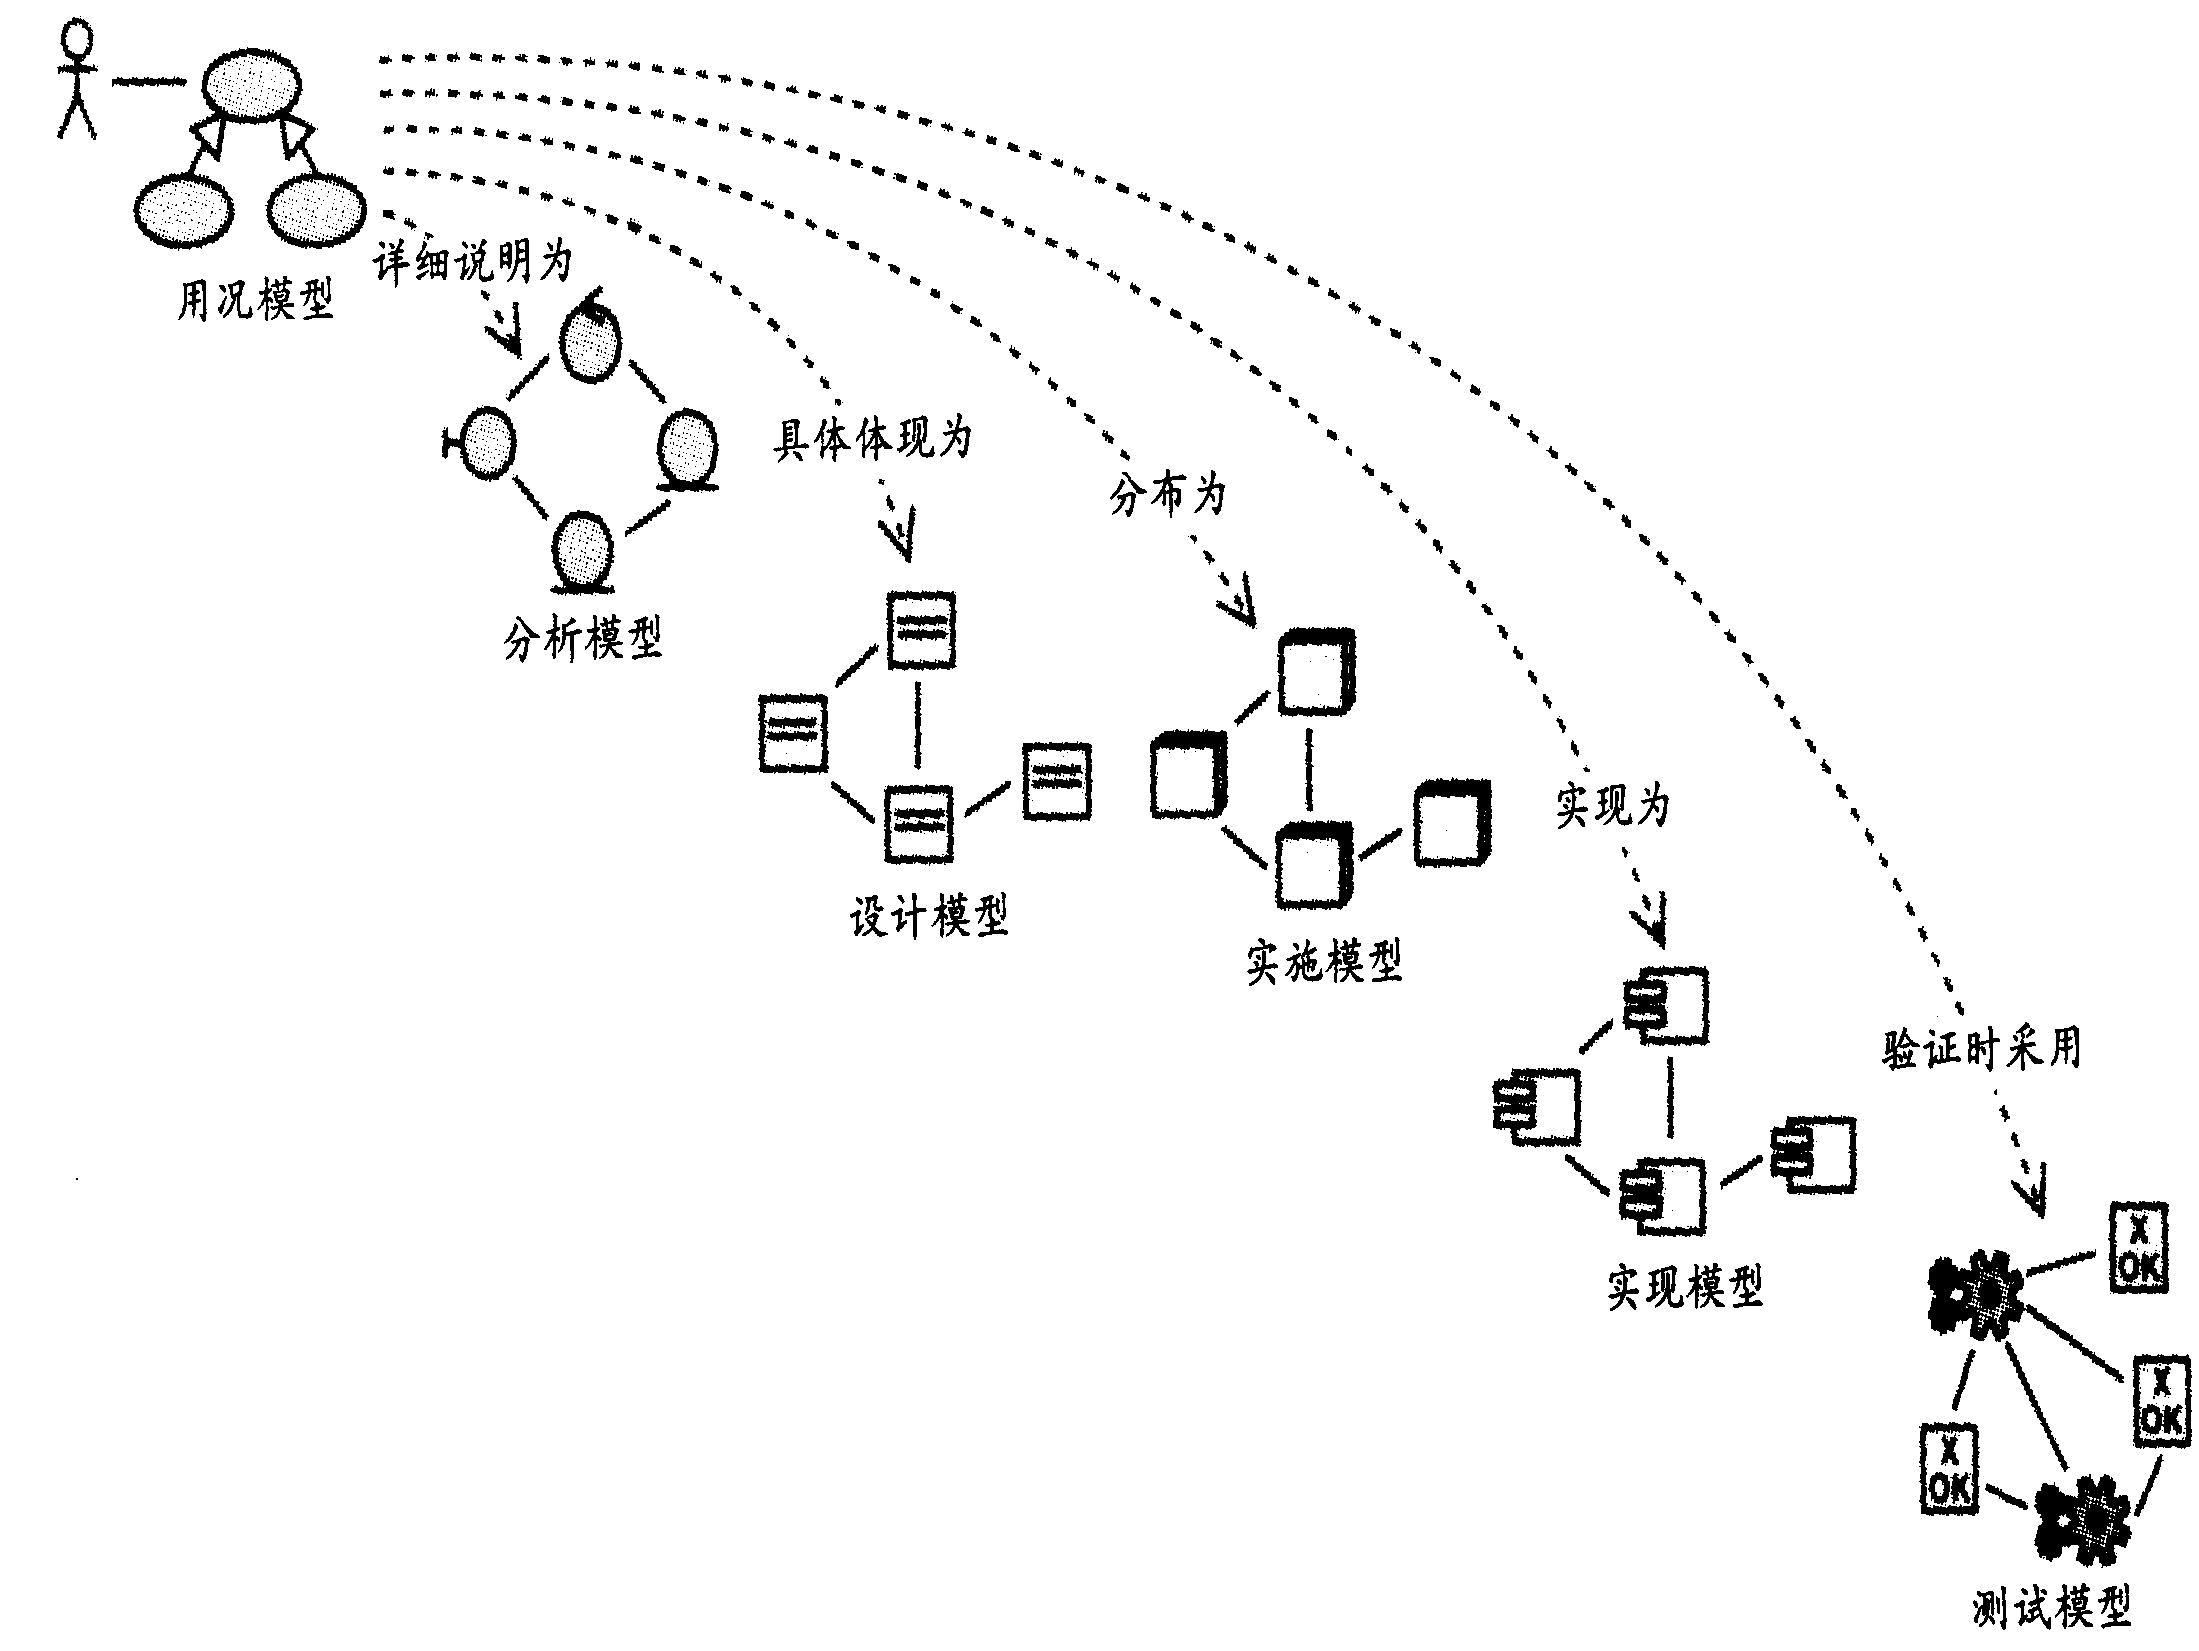 详细说明为
用况模型
具体体现为
分布为
分析模型
实现为
设计模型
实施模型
验证时采用
X
OK
实现模型
X
OK
X
OK
测试模型